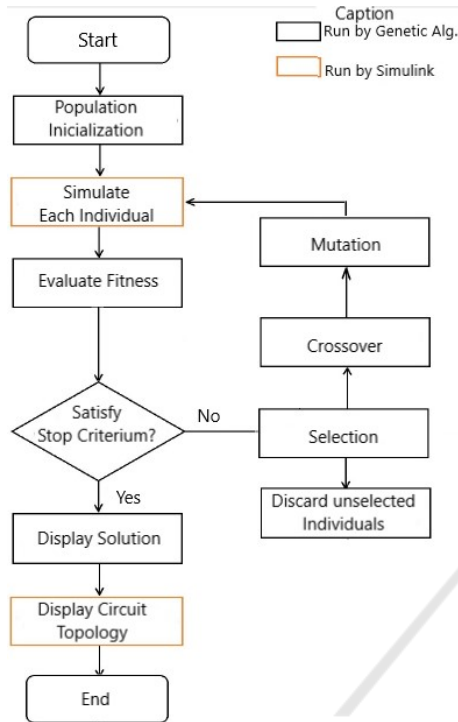 Caption
Run by Genetic Alg.
Run by Simulink
Start
Population
Inicialization
Simulate
Each Individual
Evaluate Fitness
Satisfy
Stop Criterium?
No
Yes
Mutation
Crossover
Selection
Discard unselected
Individuals
Display Solution
Display Circuit
Topology
End